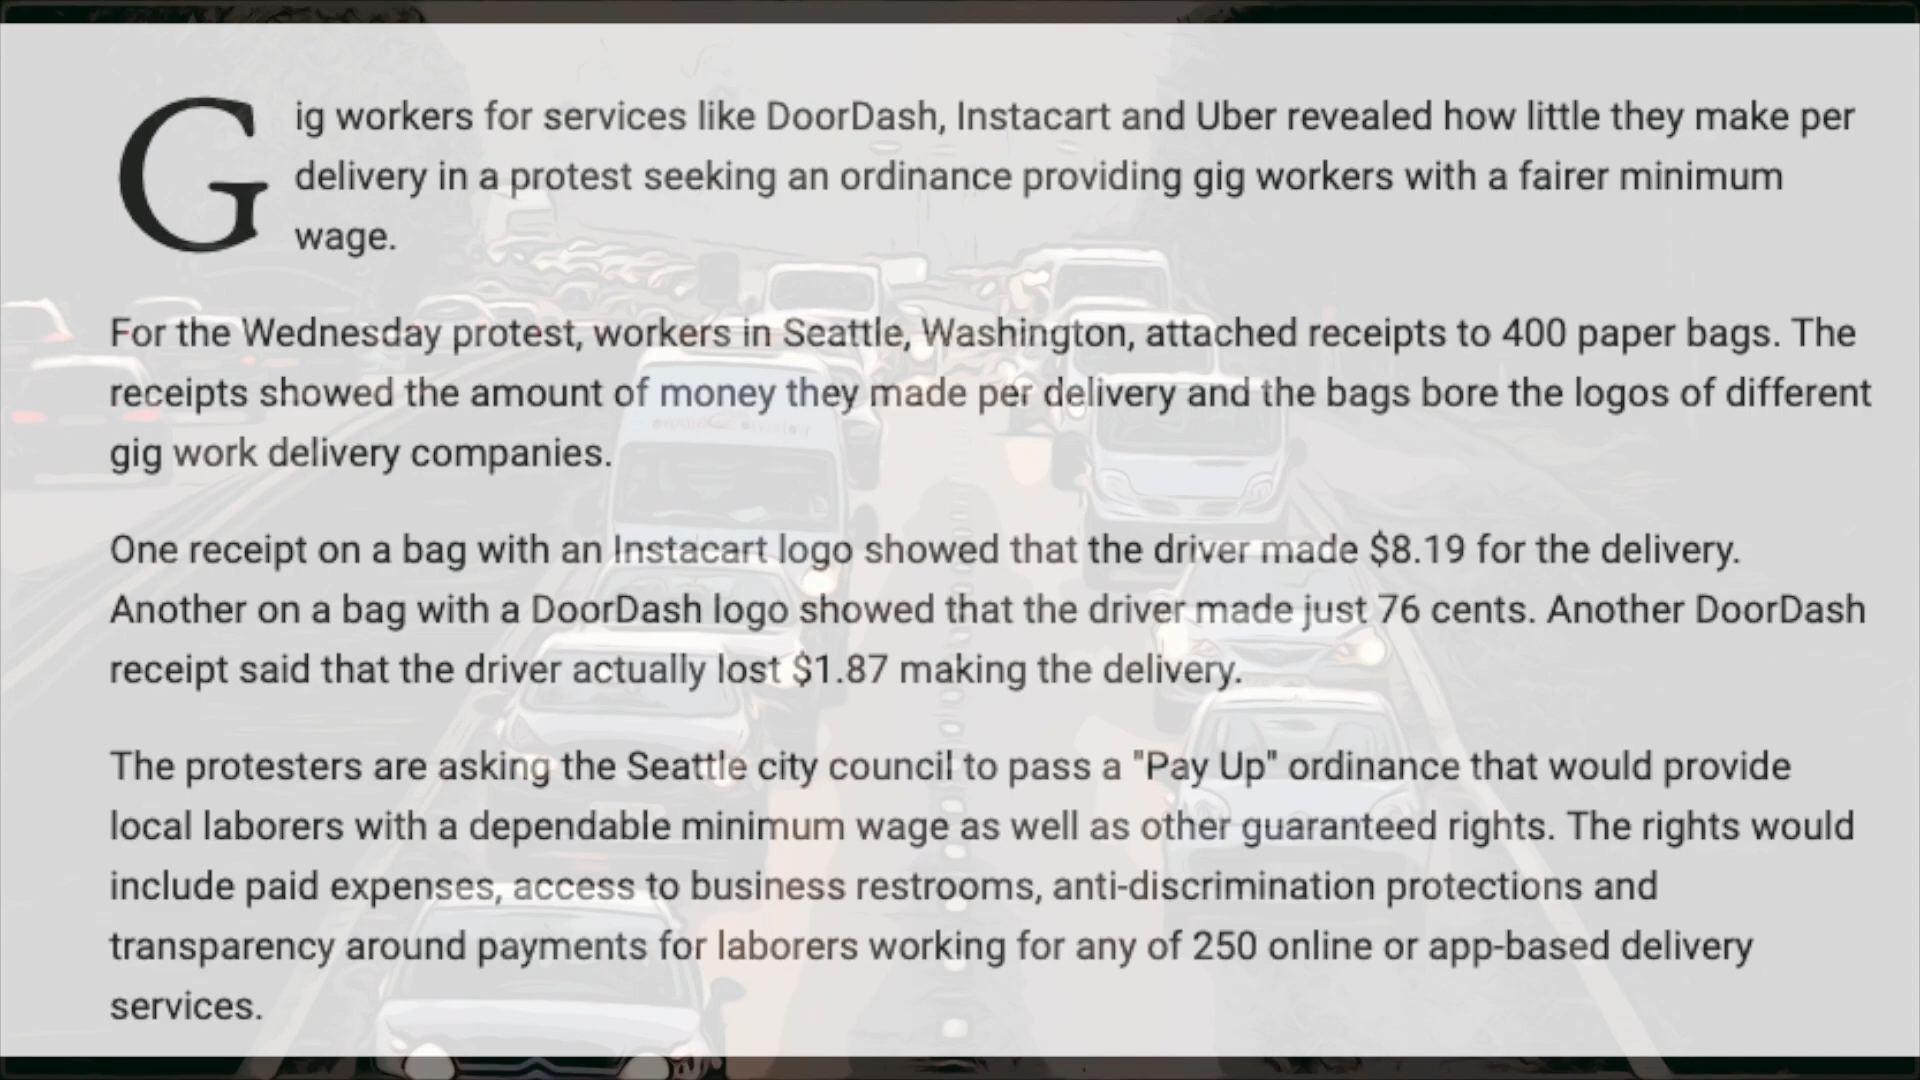 Gig workers for services like DoorDash, Instacart and Uber revealed how little they make per
delivery in a protest seeking an ordinance providing gig workers with a fairer minimum
wage.
For the Wednesday protest, workers in Seattle, Washington, attached receipts to 400 paper bags. The
receipts showed the amount of money they made per delivery and the bags bore the logos of different
gig work delivery companies.
One receipt on a bag with an Instacart logo showed that the driver made $8.19 for the delivery.
Another on a bag with a DoorDash logo showed that the driver made just 76 cents. Another DoorDash
receipt said that the driver actually lost $1.87 making the delivery.
The protesters are asking the Seattle city council to pass a "Pay Up" ordinance that would provide
local laborers with a dependable minimum wage as well as other guaranteed rights. The rights would
include paid expenses, access to business restrooms, anti-discrimination protections and
transparency around payments for laborers working for any of 250 online or app-based delivery
services.